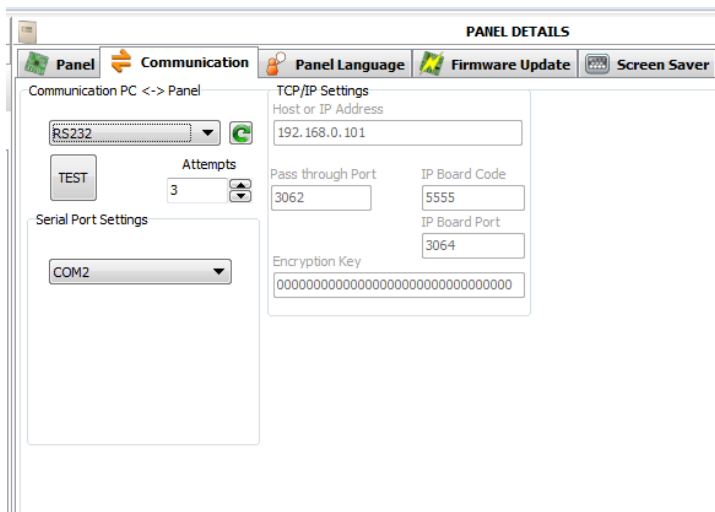 PANEL DETAILS
Panel Communication Panel Language Firmware Update Screen Saver
Communication PC <-> Panel
RS232
TEST
Attempts
3
Serial Port Settings
COM2
TCP/IP Settings
Host or IP Address
192.168.0.101
Pass through Port IP Board Code
3062 5555
IP Board Port
3064
Encryption Key
00000000000000000000000000000000